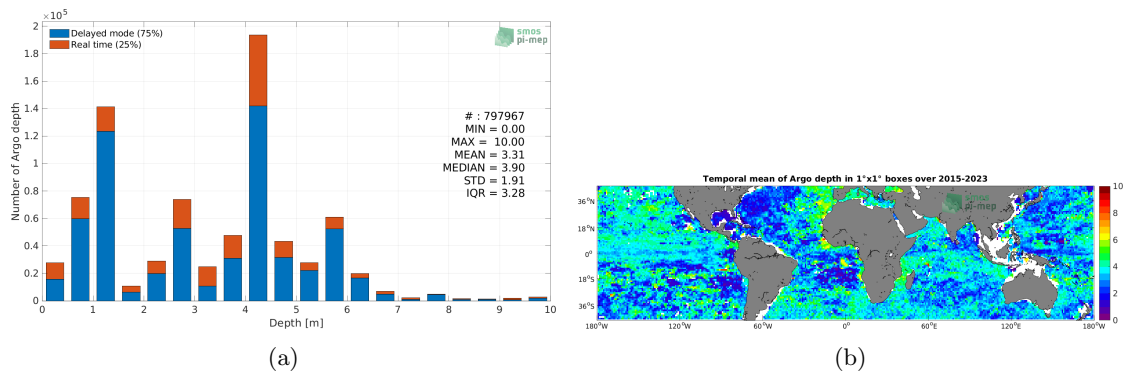 ×10⁵
2
1.8
1.6
1.4
1.2
1
0.8
0.6
0.4
0.2
0
Number of Argo depth
Delayed mode (75%)
Real time (25%)
smos
pi-mep
# : 797967
MIN = 0.00
MAX = 10.00
MEAN = 3.31
MEDIAN = 3.90
STD = 1.91
IQR = 3.28
0 1 2 3 4 5 6 7 8 9 10
Depth [m]
(a)
Temporal mean of Argo depth in 1°x1° boxes over 2015-2023
smos
pi-mep
36°N
18°N
0°
18°S
36°S
180°W 120°W 60°W 0° 60°E 120°E 180°W
10
8
6
4
2
0
(b)